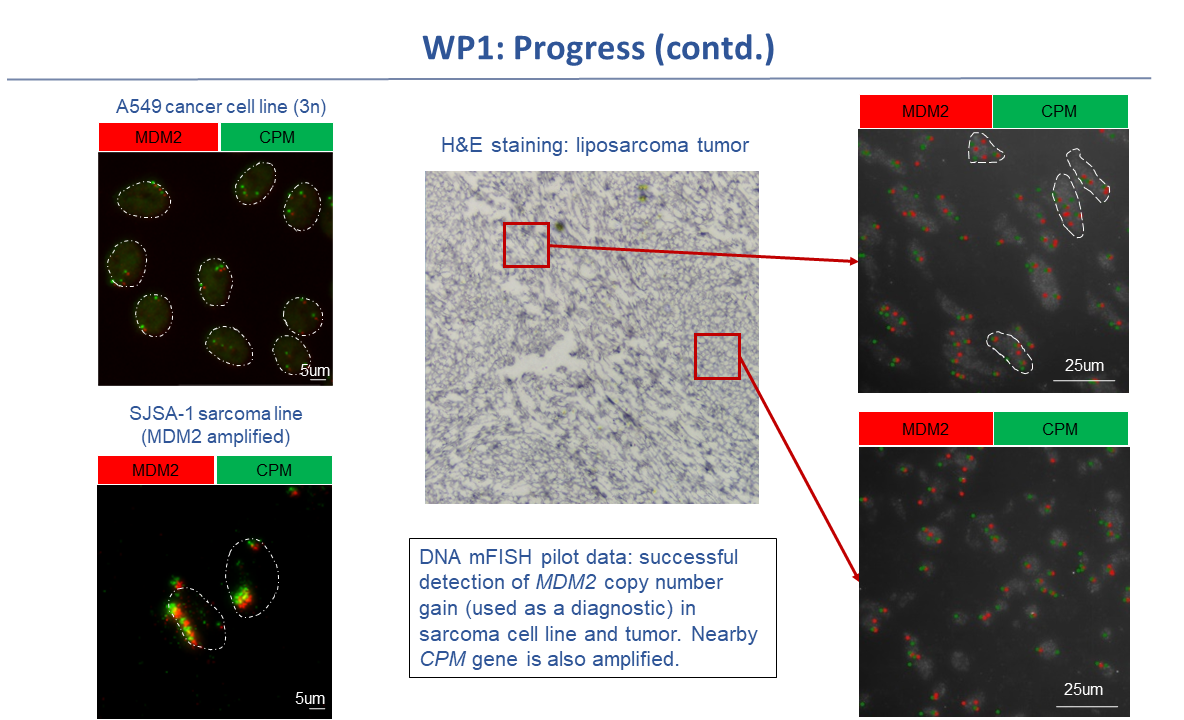 WP1: Progress (contd.)
A549 cancer cell line (3n)
MDM2
CPM
5um
SJSA-1 sarcoma line
(MDM2 amplified)
MDM2
CPM
5um
H&E staining: liposarcoma tumor
DNA mFISH pilot data: successful
detection of MDM2 copy number
gain (used as a diagnostic) in
sarcoma cell line and tumor. Nearby
CPM gene is also amplified.
MDM2
CPM
25um
MDM2
CPM
25um